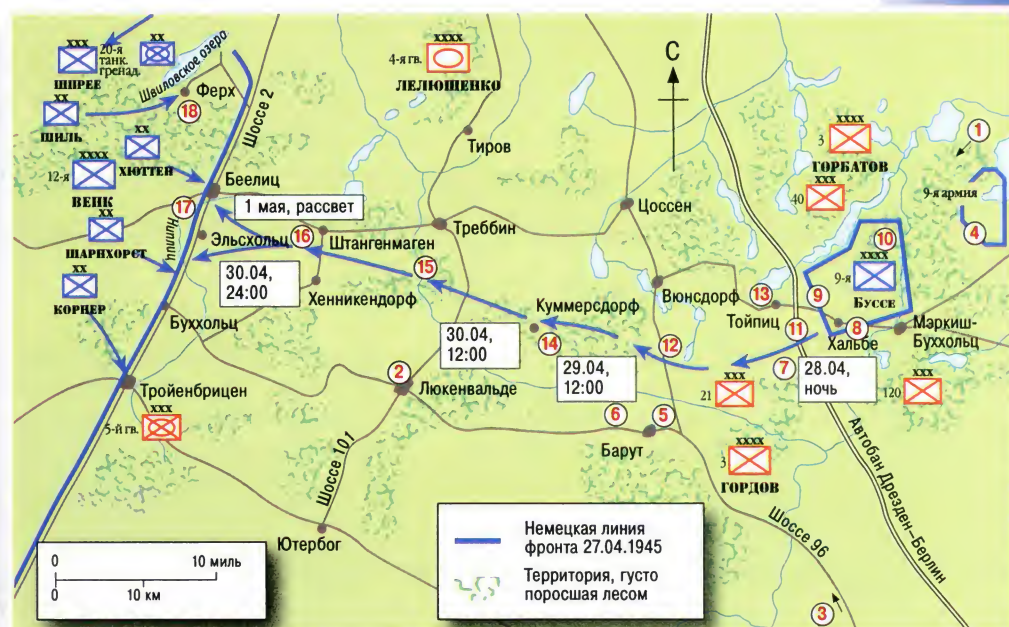 XXX
20-я
танк.
гренад.
XX
ШПРЕЕ
Швиловское озеро
XX
ШИЛЬ
Ферх
18
Шоссе 2
XX
ХЮТТЕН
XXXX
12-я
ВЕНК
Беелиц
17
XX
ШАРНХОРСТ
XX
КОРНЕР
XXXX
4-я гв.
ЛЕЛЮШЕНКО
С
Тиров
1 мая, рассвет
Треббин
Эльсхольц
16
Штангенмаген
30.04,
24:00
Хенникендорф
15
Буххольц
Тройенбрицен
XXX
5-й гв.
2
Люкенвальде
30.04,
12:00
Куммерсдорф
14
29.04,
12:00
Цоссен
Вюнсдорф
12
13
Тойпиц
11
9
8
Хальбе
7
28.04,
ночь
10
XXXX
9-я
БУССЕ
Мэркиш-
Буххольц
XXXX
3
ГОРБАТОВ
XXX
40
1
9-я армия
4
XXX
21
XXX
120
6
5
Барут
XXXX
3
ГОРДОВ
Шоссе 96
3
Автобан Дрезден–Берлин
Шоссе 101
Ютербог
0
10 миль
0
10 км
Немецкая линия
фронта 27.04.1945
Территория, густо
поросшая лесом